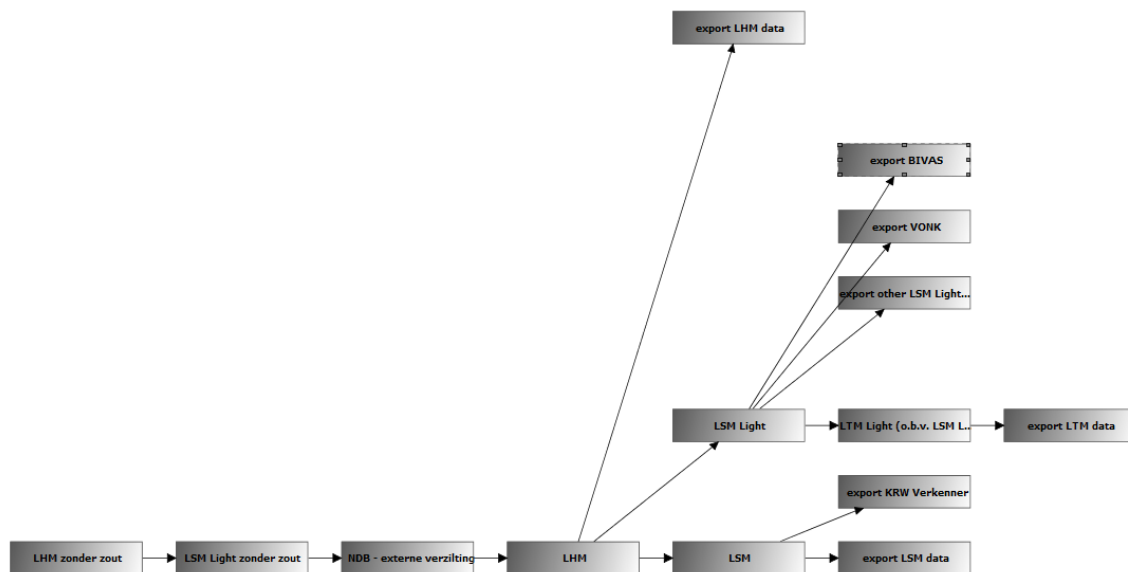 export LHM data
export BIVAS
export VONK
export other LSM Light...
LSM Light
LTM Light (o.b.v. LSM L...
export LTM data
export KRW Verkenner
LHM zonder zout
LSM Light zonder zout
NDB - externe verzilting
LHM
LSM
export LSM data